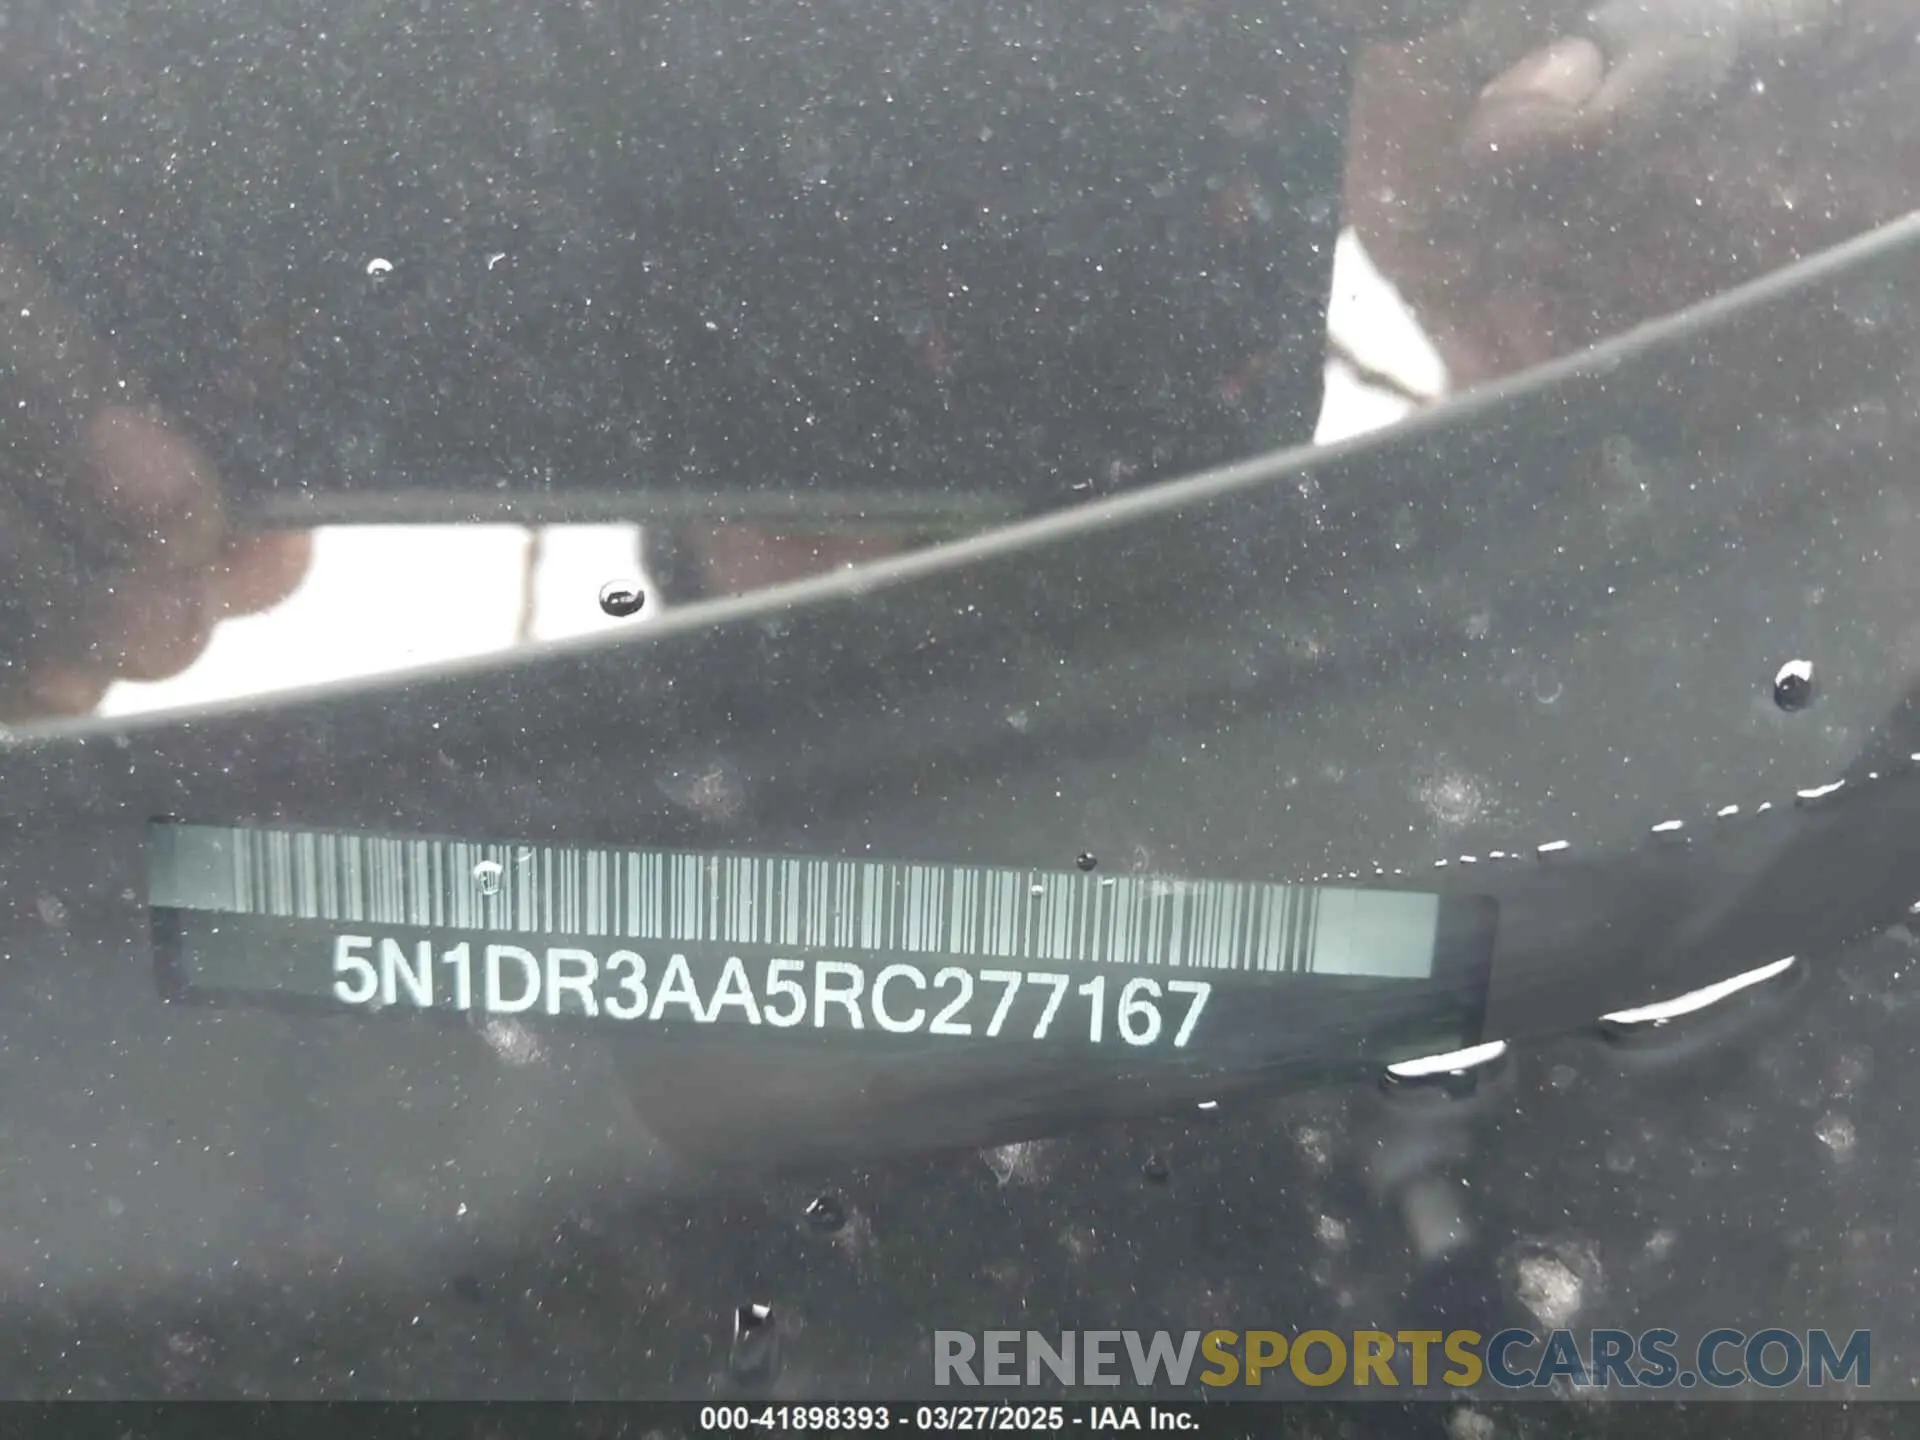 5N1DR3AA5RC277167
RENEWSPORTSCARS.COM
000-41898393 - 03/27/2025 - IAA Inc.